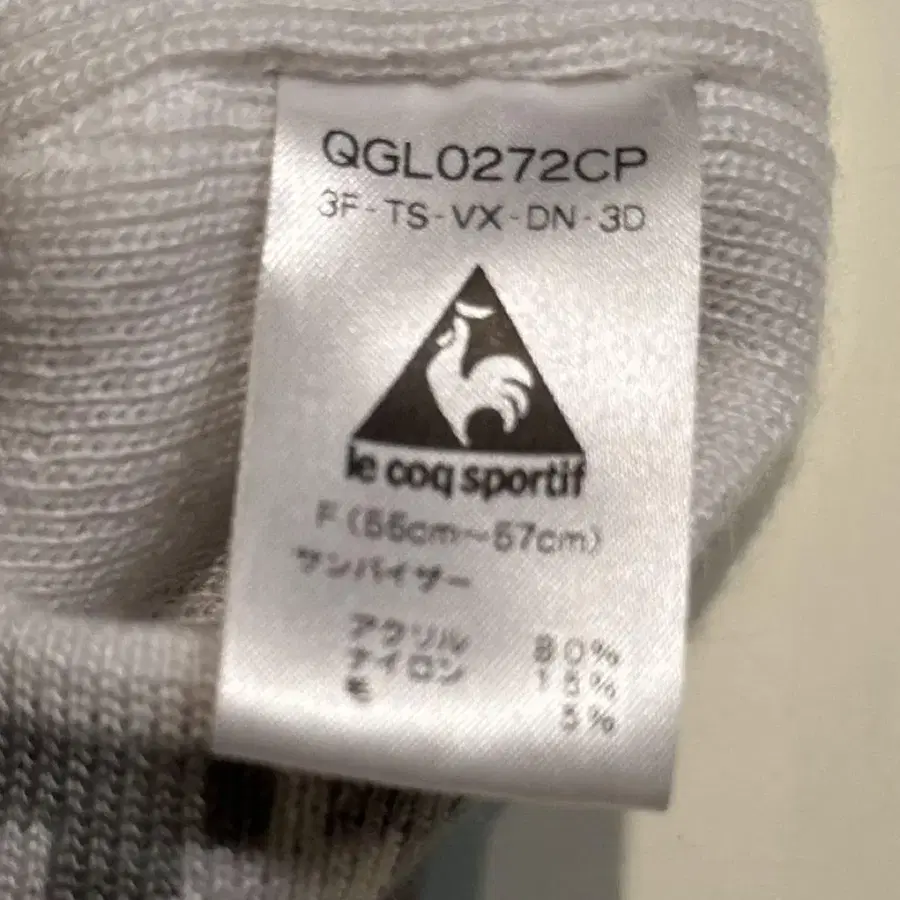 QGL0272CP
3F-TS-VX-DN-3D
le coq sportif
F(55cm~57cm)
サンバイザー
アクリル 80%
ナイロン 15%
毛 5%